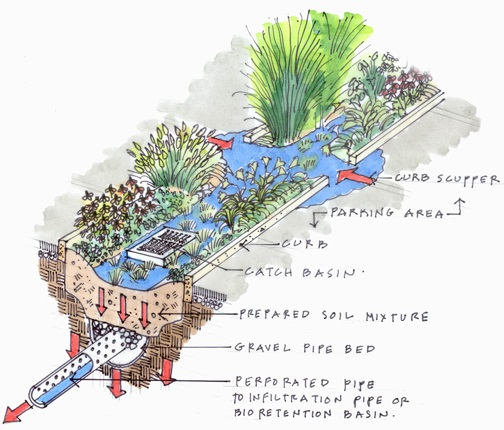 CURB SCUPPER
PARKING AREA
CURB
CATCH BASIN.
PREPARED SOIL MIXTURE
GRAVEL PIPE BED
PERFORATED PIPE
TO INFILTRATION PIPE OR
BIORETENTION BASIN.